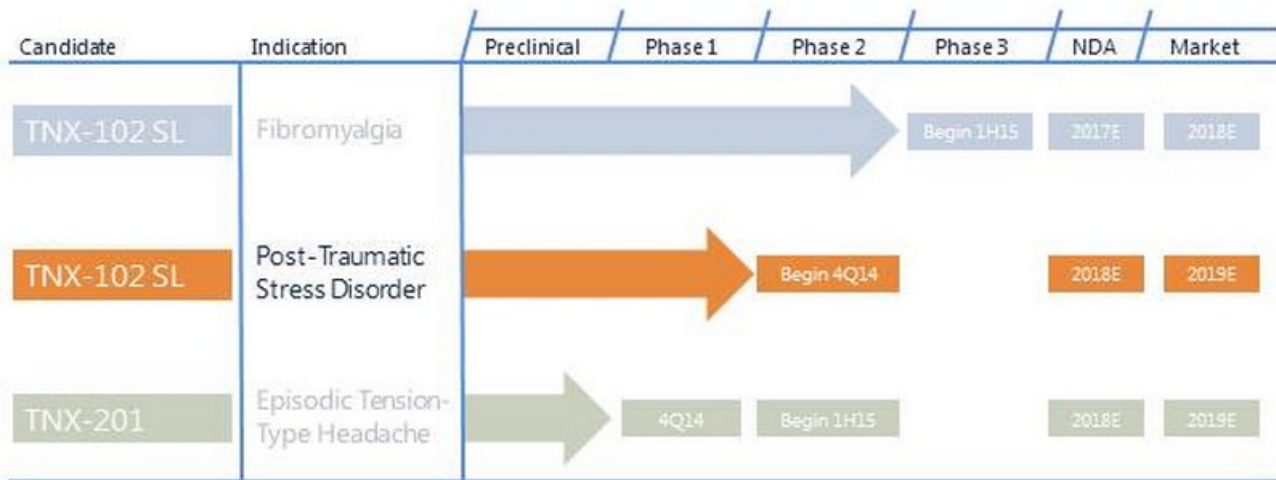 Candidate Indication Preclinical Phase 1 Phase 2 Phase 3 NDA Market
TNX-102 SL Fibromyalgia Begin 1H15 2017E 2018E
TNX-102 SL Post-Traumatic
Stress Disorder Begin 4Q14 2018E 2019E
TNX-201 Episodic Tension-
Type Headache 4Q14 Begin 1H15 2018E 2019E